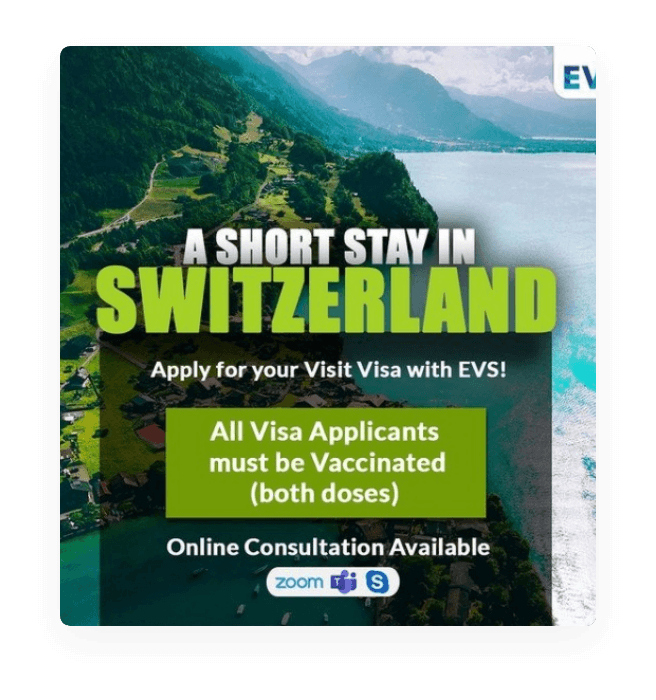 EV
A SHORT STAY IN
SWITZERLAND
Apply for your Visit Visa with EVS!
All Visa Applicants
must be Vaccinated
(both doses)
Online Consultation Available
zoom T S